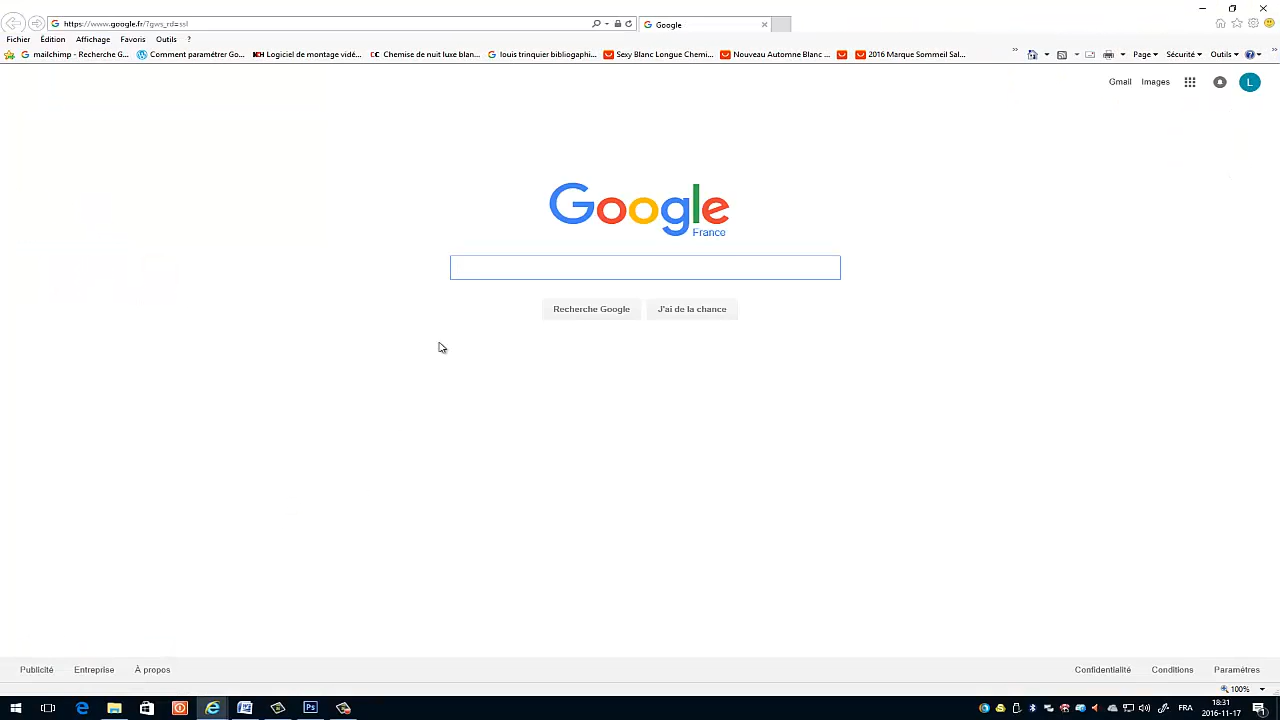 https://www.google.fr/?gws_rd=ssl
Google
Fichier Édition Affichage Favoris Outils ?
mailchimp - Recherche G... Comment paramétrer Go... Logiciel de montage vidé... Chemise de nuit luxe blan... louis trinquier bibliographi... Sexy Blanc Longue Chemi... Nouveau Automne Blanc ... 2016 Marque Sommeil Sal... Page Sécurité Outils
Gmail Images L
Google
France
Recherche Google J'ai de la chance
Publicité Entreprise À propos Confidentialité Conditions Paramètres
100%
FRA
18:31
2016-11-17